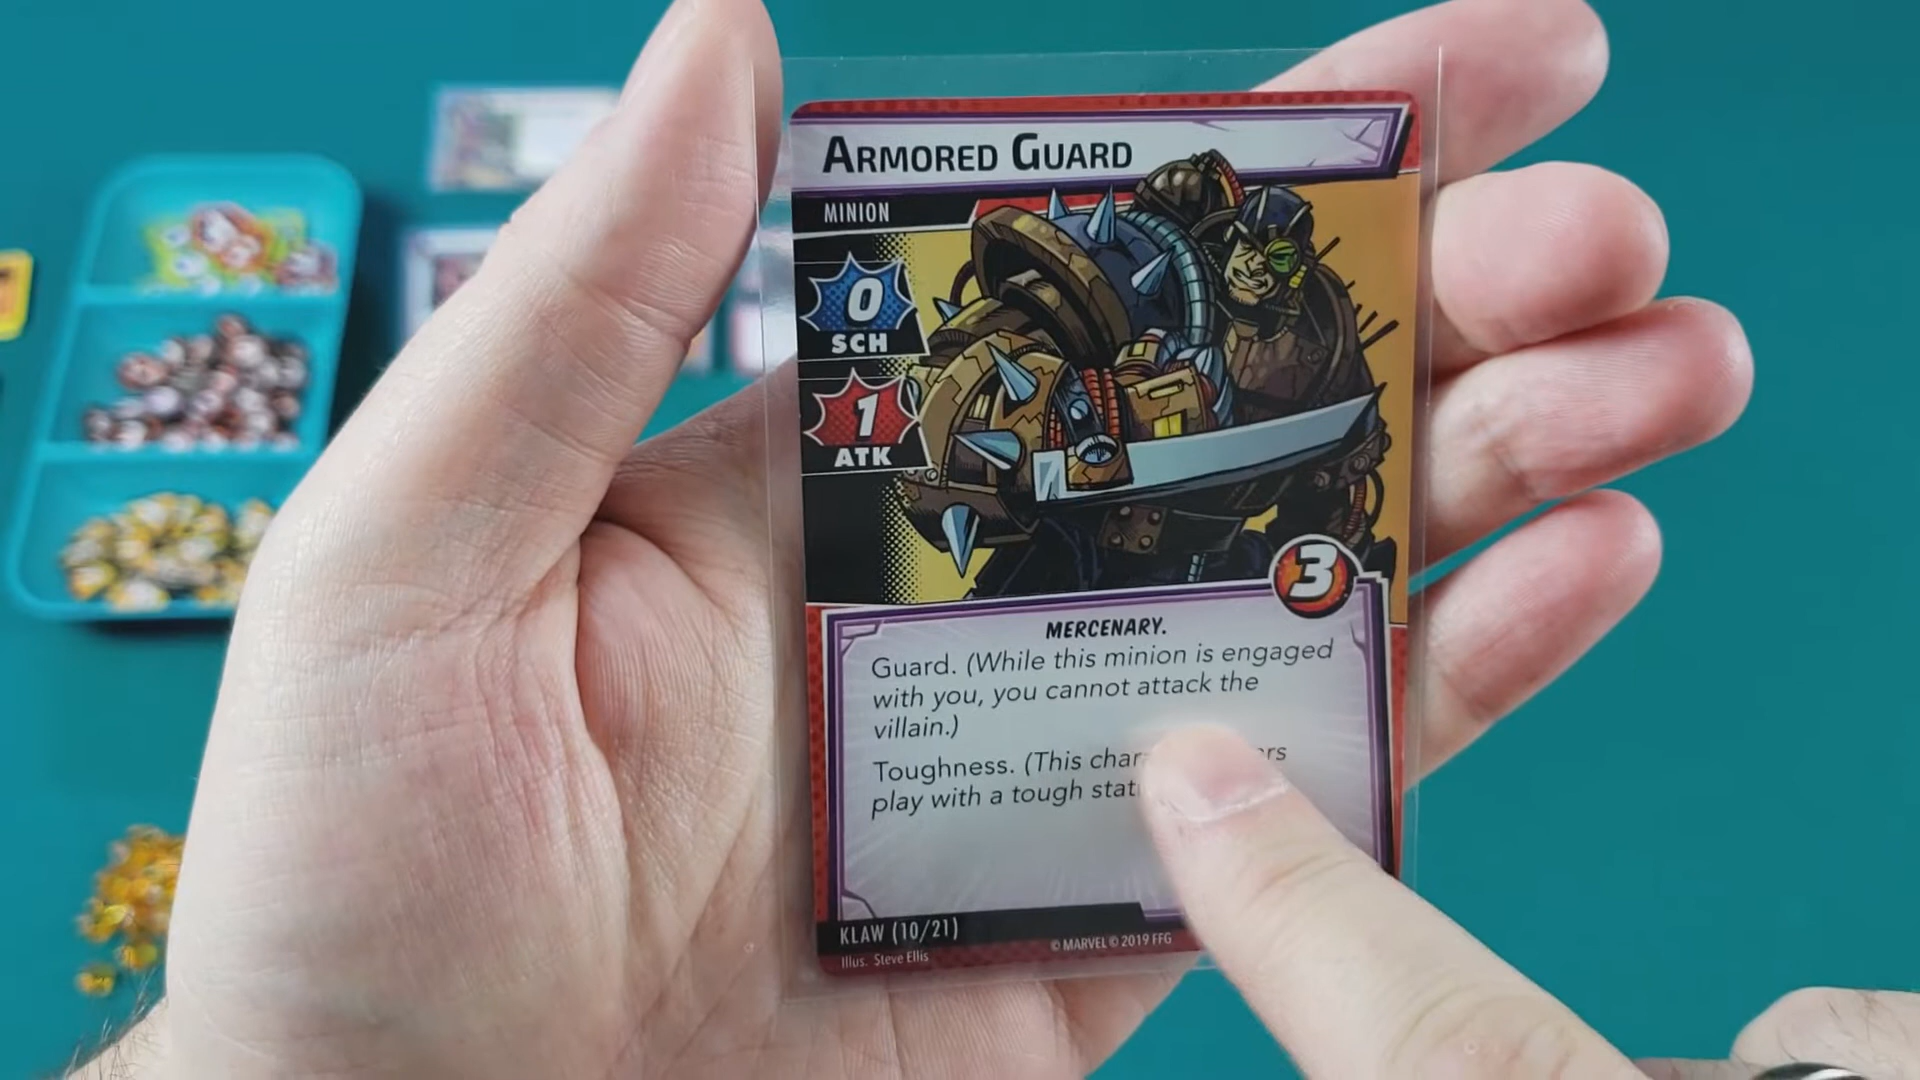 ARMORED GUARD
MINION
0
SCH
1
ATK
3
MERCENARY.
Guard. (While this minion is engaged
with you, you cannot attack the
villain.)
Toughness. (This
play with a tough
KLAW (10/21)
© MARVEL © 2019 FFG
Illus. Steve Ellis